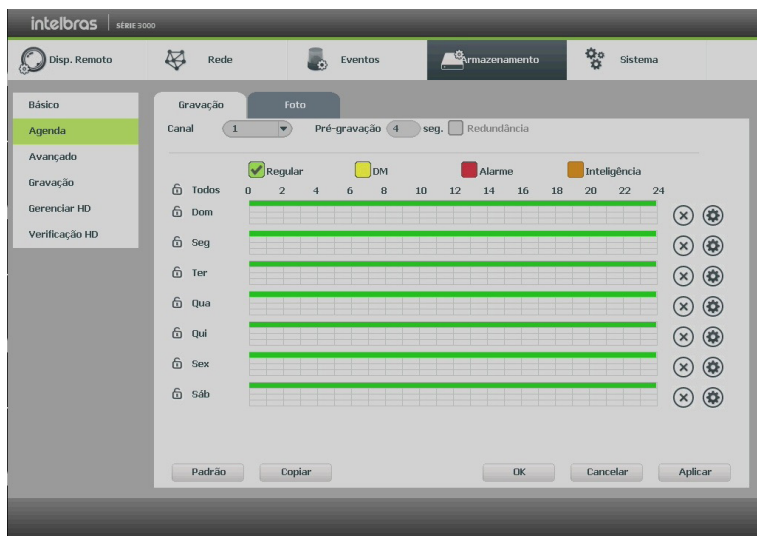 intelbras SÉRIE 3000
Disp. Remoto Rede Eventos Armazenamento Sistema
Básico
Agenda
Avançado
Gravação
Gerenciar HD
Verificação HD
Gravação Foto
Canal 1 Pré-gravação 4 seg. Redundância
Regular DM Alarme Inteligência
Todos 0 2 4 6 8 10 12 14 16 18 20 22 24
Dom
Seg
Ter
Qua
Qui
Sex
Sáb
Padrão Copiar OK Cancelar Aplicar